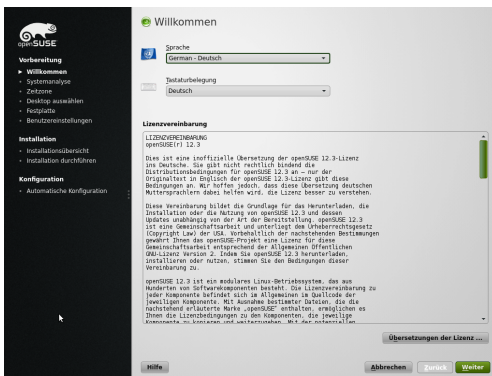 openSUSE
Vorbereitung
Willkommen
Systemanalyse
Zeitzone
Desktop auswählen
Festplatte
Benutzereinstellungen
Installation
Installationsübersicht
Installation durchführen
Konfiguration
Automatische Konfiguration
Willkommen
Sprache
German - Deutsch
Tastaturbelegung
Deutsch
Lizenzvereinbarung
LIZENZVEREINBARUNG
openSUSE(r) 12.3
Dies ist eine inoffizielle Übersetzung der openSUSE 12.3-Lizenz
ins Deutsche. Sie gibt nicht rechtlich bindend die
Distributionsbedingungen für openSUSE 12.3 an – nur der
Originaltext in Englisch der openSUSE 12.3-Lizenz gibt diese
Bedingungen an. Wir hoffen jedoch, dass diese Übersetzung deutschen
Muttersprachlern dabei helfen wird, die Lizenz besser zu verstehen.
Diese Vereinbarung bildet die Grundlage für das Herunterladen, die
Installation oder die Nutzung von openSUSE 12.3 und dessen
Updates unabhängig von der Art der Bereitstellung. openSUSE 12.3
ist eine Gemeinschaftsarbeit und unterliegt dem Urheberrechtsgesetz
(Copyright Law) der USA. Vorbehaltlich der nachstehenden Bestimmungen
gewährt Ihnen das openSUSE-Projekt eine Lizenz für diese
Gemeinschaftsarbeit entsprechend der Allgemeinen Öffentlichen
GNU-Lizenz Version 2. Indem Sie openSUSE 12.3 herunterladen,
installieren oder nutzen, stimmen Sie den Bedingungen dieser
Vereinbarung zu.
openSUSE 12.3 ist ein modulares Linux-Betriebssystem, das aus
Hunderten von Softwarekomponenten besteht. Die Lizenzvereinbarung zu
jeder Komponente befindet sich im Allgemeinen im Quellcode der
jeweiligen Komponente. Mit Ausnahme bestimmter Dateien, die die
nachstehend erläuterte Marke „openSUSE" enthalten, ermöglichen es
Ihnen die Lizenzbedingungen zu den Komponenten, die jeweilige
Komponente zu kopieren und weiterzugeben. Mit der potenziellen
Übersetzungen der Lizenz ...
Hilfe
Abbrechen
Zurück
Weiter